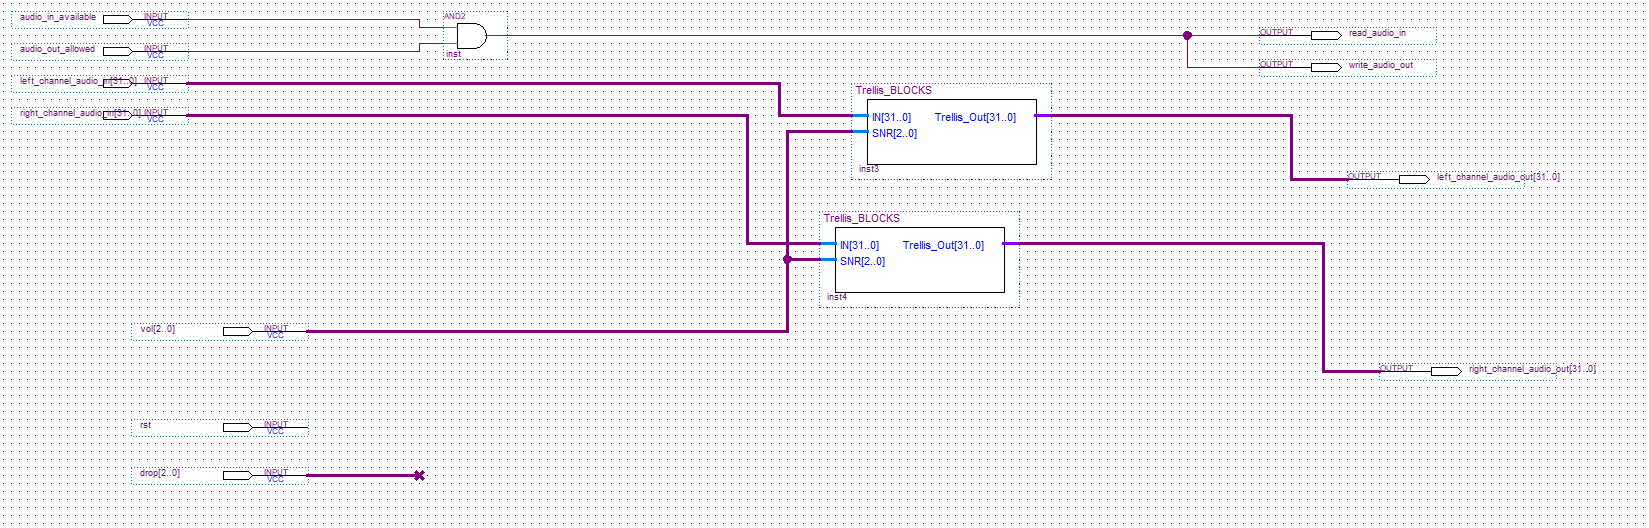 audio_in_available INPUT VCC
AND2
audio_out_allowed INPUT VCC
inst
OUTPUT read_audio_in
OUTPUT write_audio_out
left_channel_audio_in[31..0] INPUT VCC
right_channel_audio_in[31..0] INPUT VCC
Trellis_BLOCKS
IN[31..0] Trellis_Out[31..0]
SNR[2..0]
inst3
OUTPUT left_channel_audio_out[31..0]
Trellis_BLOCKS
IN[31..0] Trellis_Out[31..0]
SNR[2..0]
inst4
vol[2..0] INPUT VCC
OUTPUT right_channel_audio_out[31..0]
rst INPUT VCC
drop[2..0] INPUT VCC